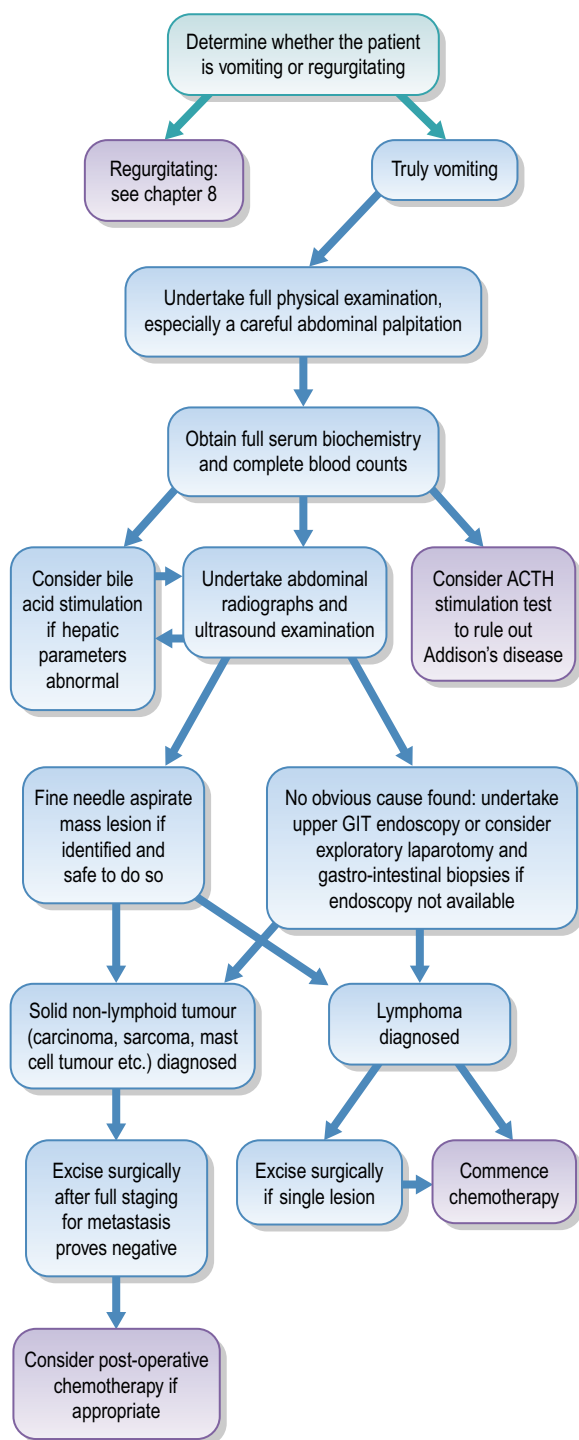 Determine whether the patient
is vomiting or regurgitating
Regurgitating:
see chapter 8
Truly vomiting
Undertake full physical examination,
especially a careful abdominal palpitation
Obtain full serum biochemistry
and complete blood counts
Consider bile
acid stimulation
if hepatic
parameters
abnormal
Undertake abdominal
radiographs and
ultrasound examination
Consider ACTH
stimulation test
to rule out
Addison's disease
Fine needle aspirate
mass lesion if
identified and
safe to do so
No obvious cause found: undertake
upper GIT endoscopy or consider
exploratory laparotomy and
gastro-intestinal biopsies if
endoscopy not available
Solid non-lymphoid tumour
(carcinoma, sarcoma, mast
cell tumour etc.) diagnosed
Lymphoma
diagnosed
Excise surgically
after full staging
for metastasis
proves negative
Excise surgically
if single lesion
Commence
chemotherapy
Consider post-operative
chemotherapy if
appropriate